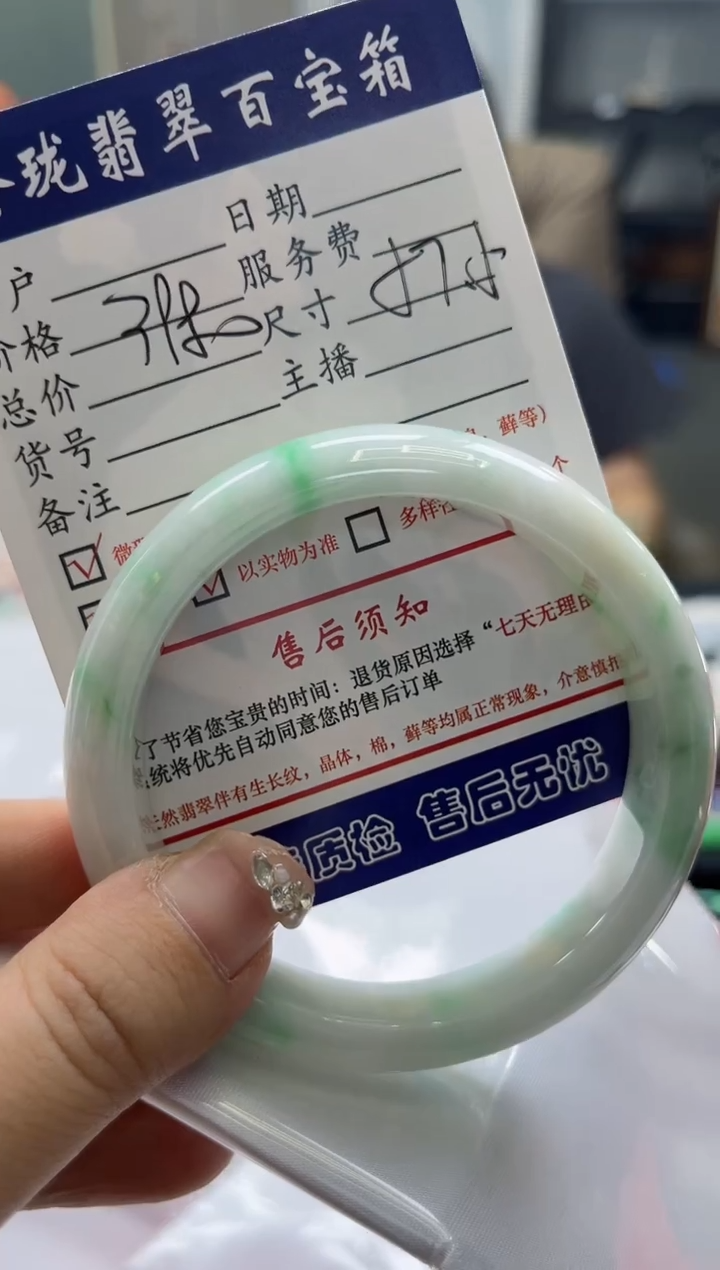 珑翡翠百宝箱
日期
户 服务费
价格 尺寸
总价 主播
货号
备注
藓等)
微 以实物为准 多样
售后须知
了节省您宝贵的时间：退货原因选择“七天无理由
统将优先自动同意您的售后订单
然翡翠伴有生长纹，晶体，棉，藓等均属正常现象，介意慎拍
质检 售后无忧